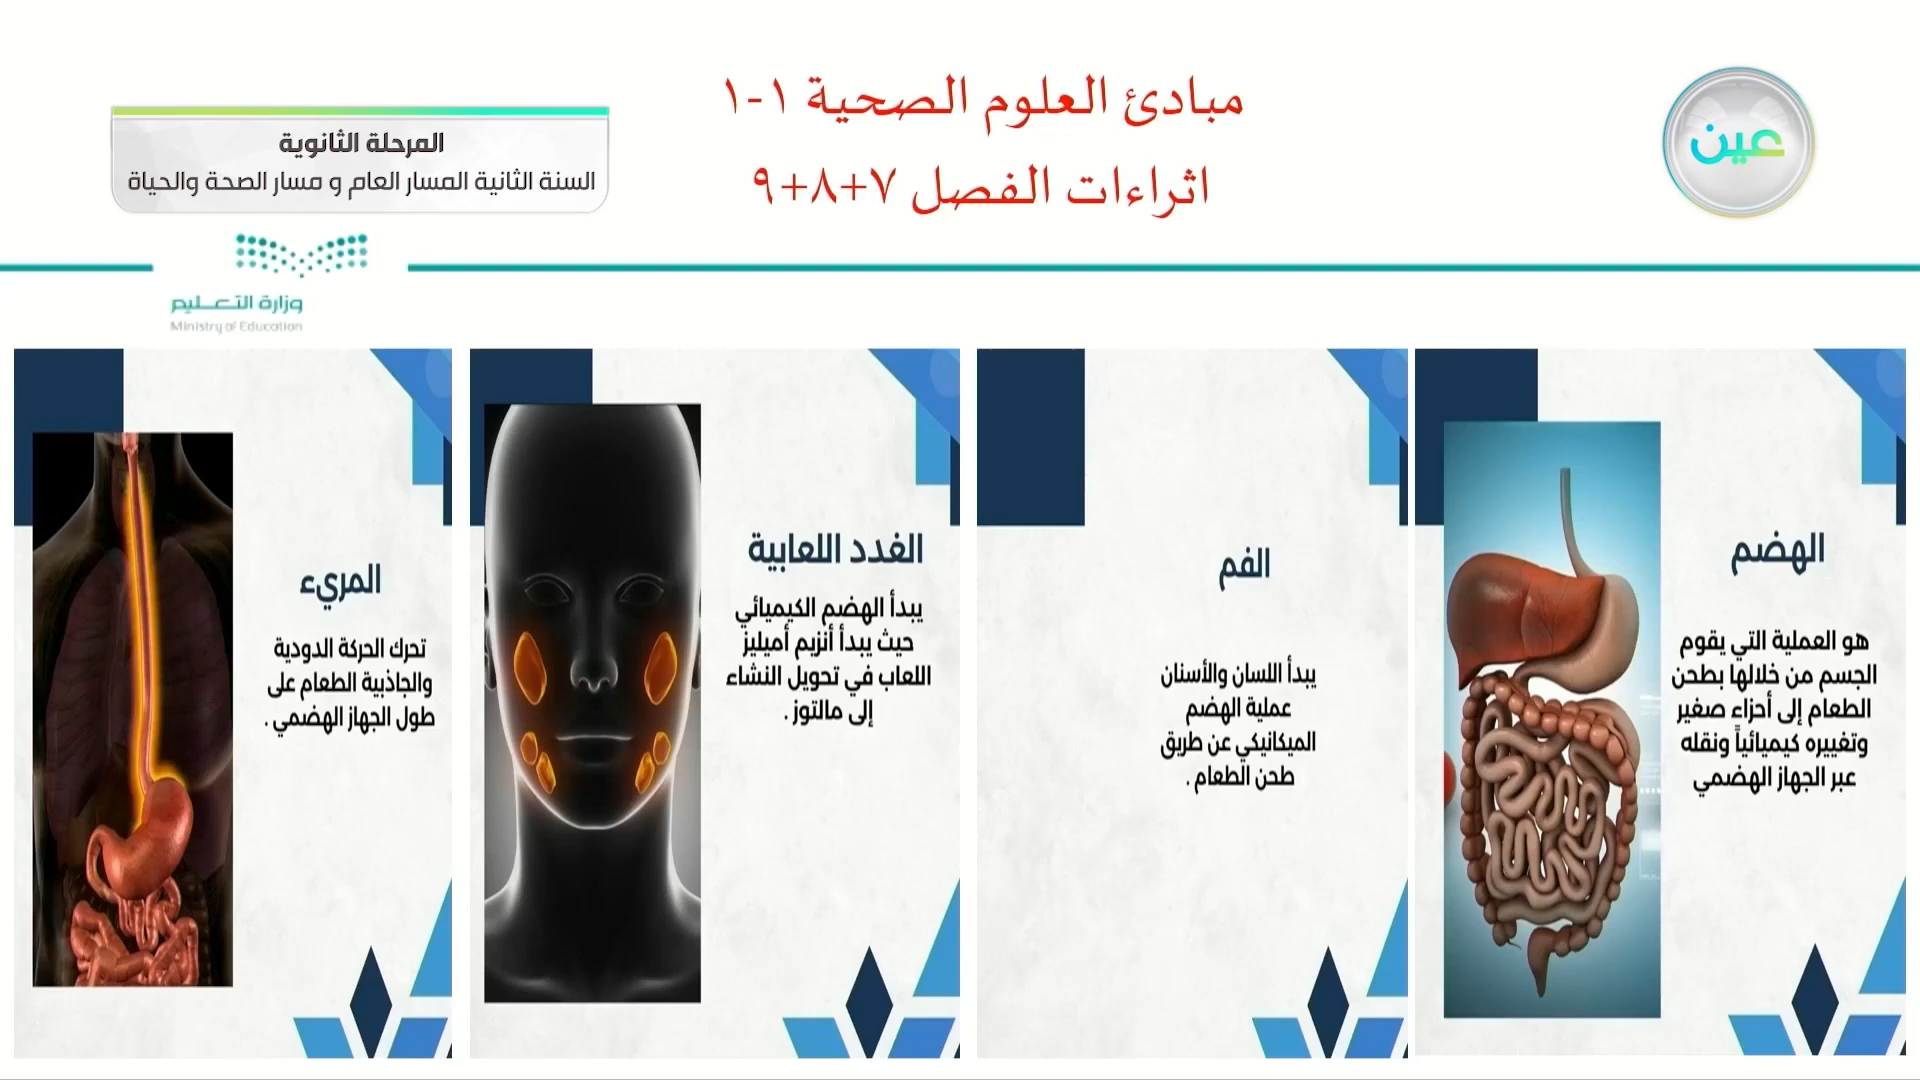 مبادئ العلوم الصحية ١-١
اثراءات الفصل ٧+٨+٩
عين
المرحلة الثانوية
السنة الثانية المسار العام و مسار الصحة والحياة
وزارة التعليم
Ministry of Education
الهضم
هو العملية التي يقوم
الجسم من خلالها بطحن
الطعام إلى أجزاء صغير
وتغييره كيميائياً ونقله
عبر الجهاز الهضمي
الفم
يبدأ اللسان والأسنان
عملية الهضم
الميكانيكي عن طريق
طحن الطعام .
الغدد اللعابية
يبدأ الهضم الكيميائي
حيث يبدأ أنزيم أميليز
اللعاب في تحويل النشاء
إلى مالتوز .
المريء
تحرك الحركة الدودية
والجاذبية الطعام على
طول الجهاز الهضمي .